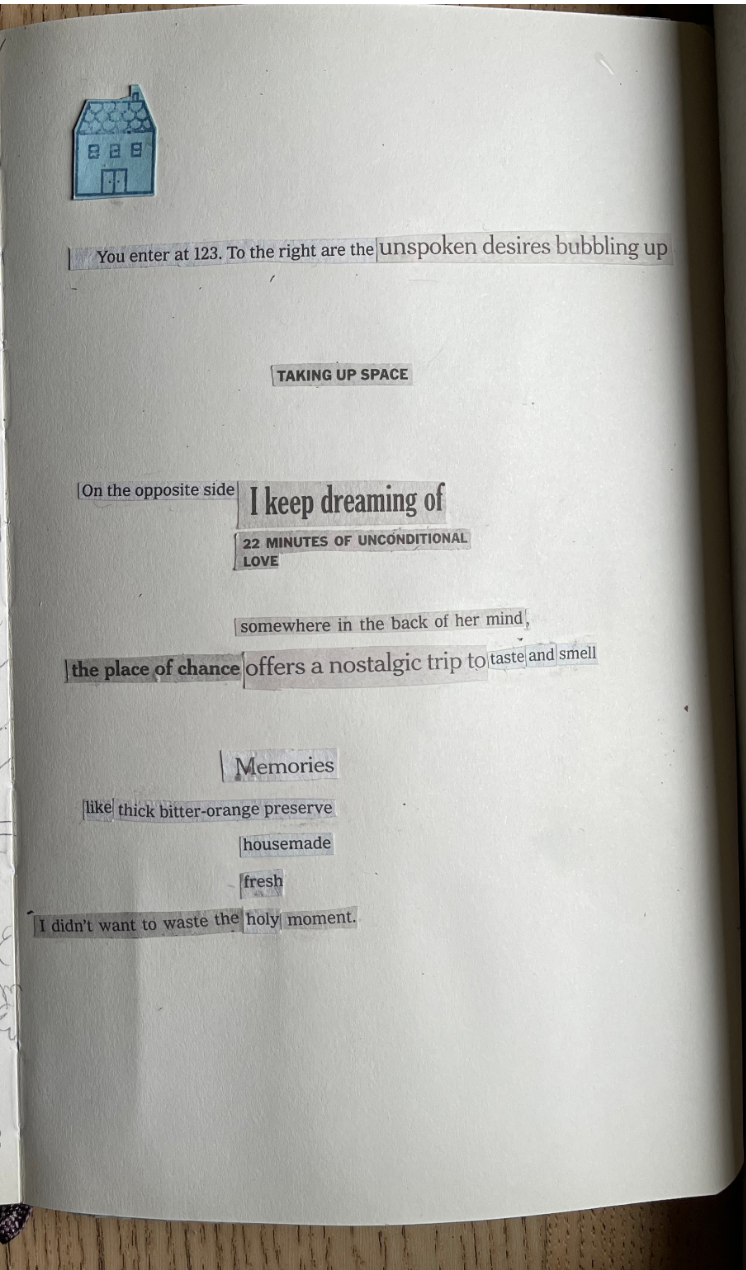 You enter at 123. To the right are the unspoken desires bubbling up
TAKING UP SPACE
On the opposite side I keep dreaming of
22 MINUTES OF UNCONDITIONAL
LOVE
somewhere in the back of her mind,
the place of chance offers a nostalgic trip to taste and smell
Memories
like thick bitter-orange preserve
housemade
fresh
I didn't want to waste the holy moment.